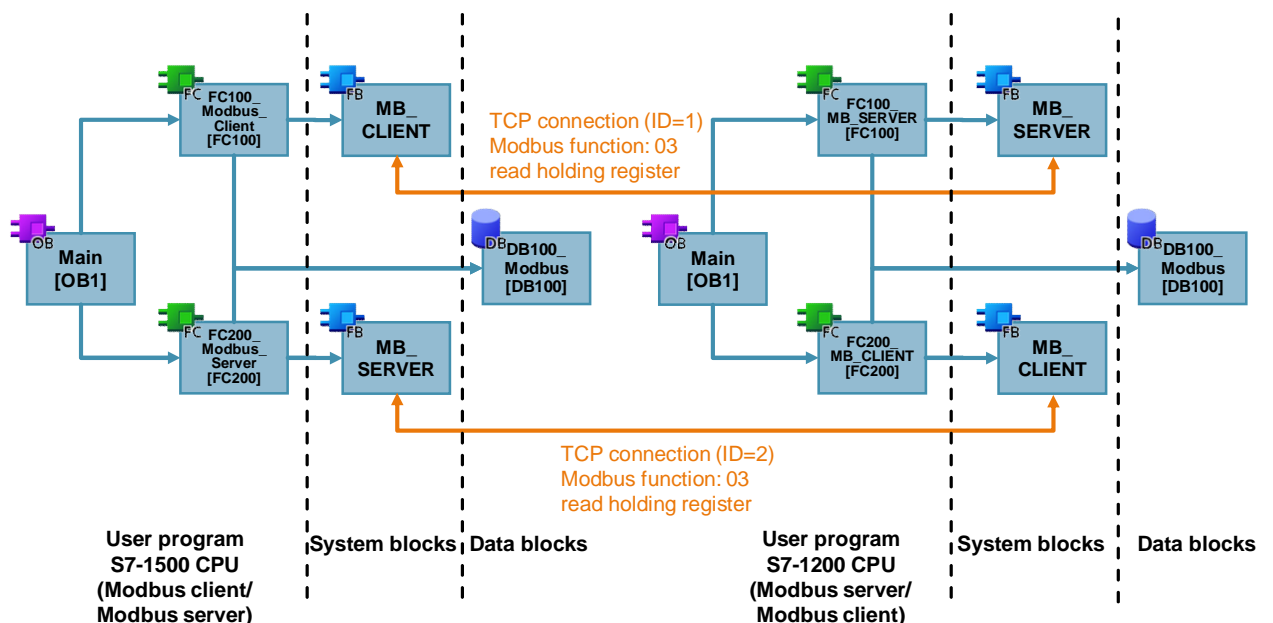 FC
FC100_
Modbus_
Client
[FC100]
FB
MB_
CLIENT
TCP connection (ID=1)
Modbus function: 03
read holding register
FC
FC100_
MB_SERVER
[FC100]
FB
MB_
SERVER
OB
Main
[OB1]
DB
DB100_
Modbus
[DB100]
OB
Main
[OB1]
DB
DB100_
Modbus
[DB100]
FC
FC200_
Modbus_
Server
[FC200]
FB
MB_
SERVER
FC
FC200_
MB_CLIENT
[FC200]
FB
MB_
CLIENT
TCP connection (ID=2)
Modbus function: 03
read holding register
User program
S7-1500 CPU
(Modbus client/
Modbus server)
System blocks
Data blocks
User program
S7-1200 CPU
(Modbus server/
Modbus client)
System blocks
Data blocks